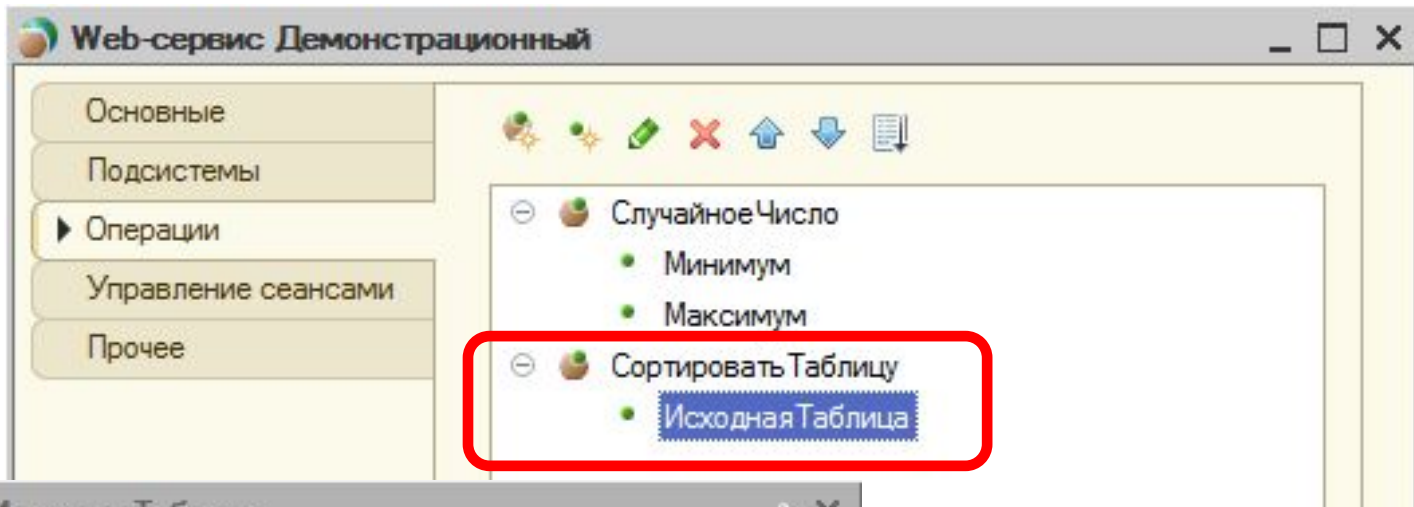 Web-сервис Демонстрационный
Основные
Подсистемы
Операции
Управление сеансами
Прочее
СлучайноеЧисло
Минимум
Максимум
СортироватьТаблицу
ИсходнаяТаблица